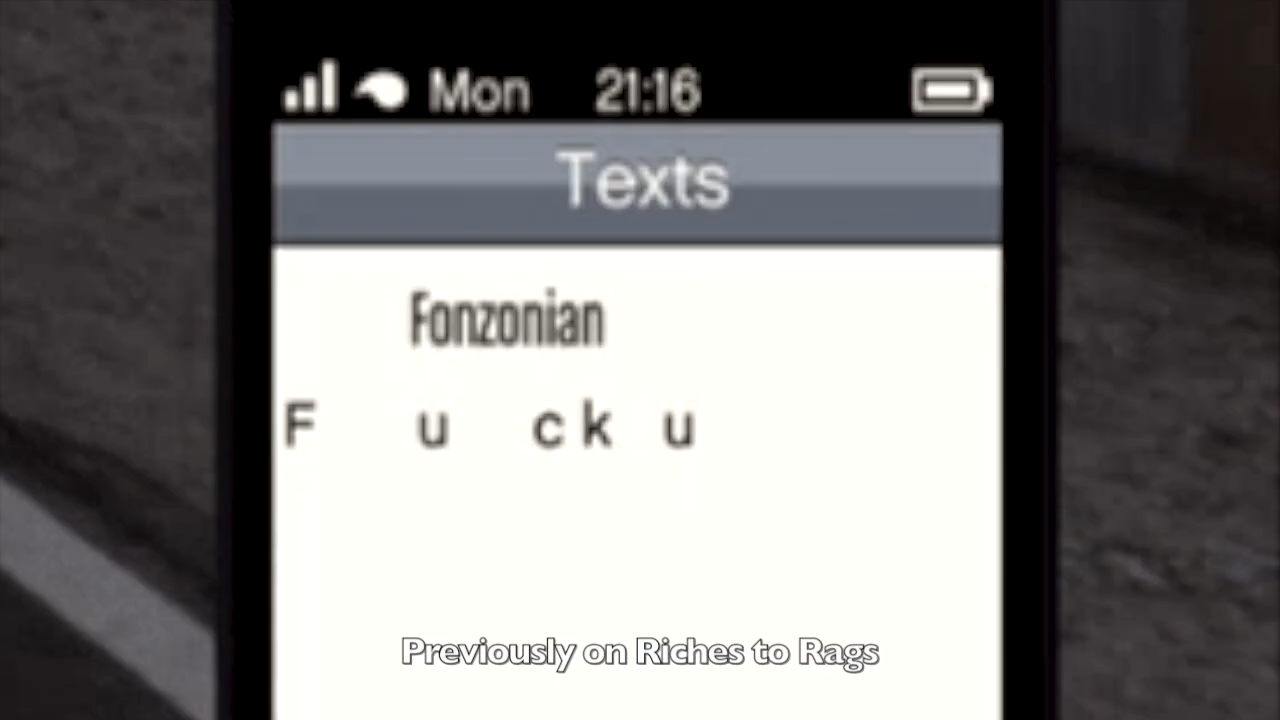 Mon 21:16
Texts
Fonzonian
F u ck u
Previously on Riches to Rags